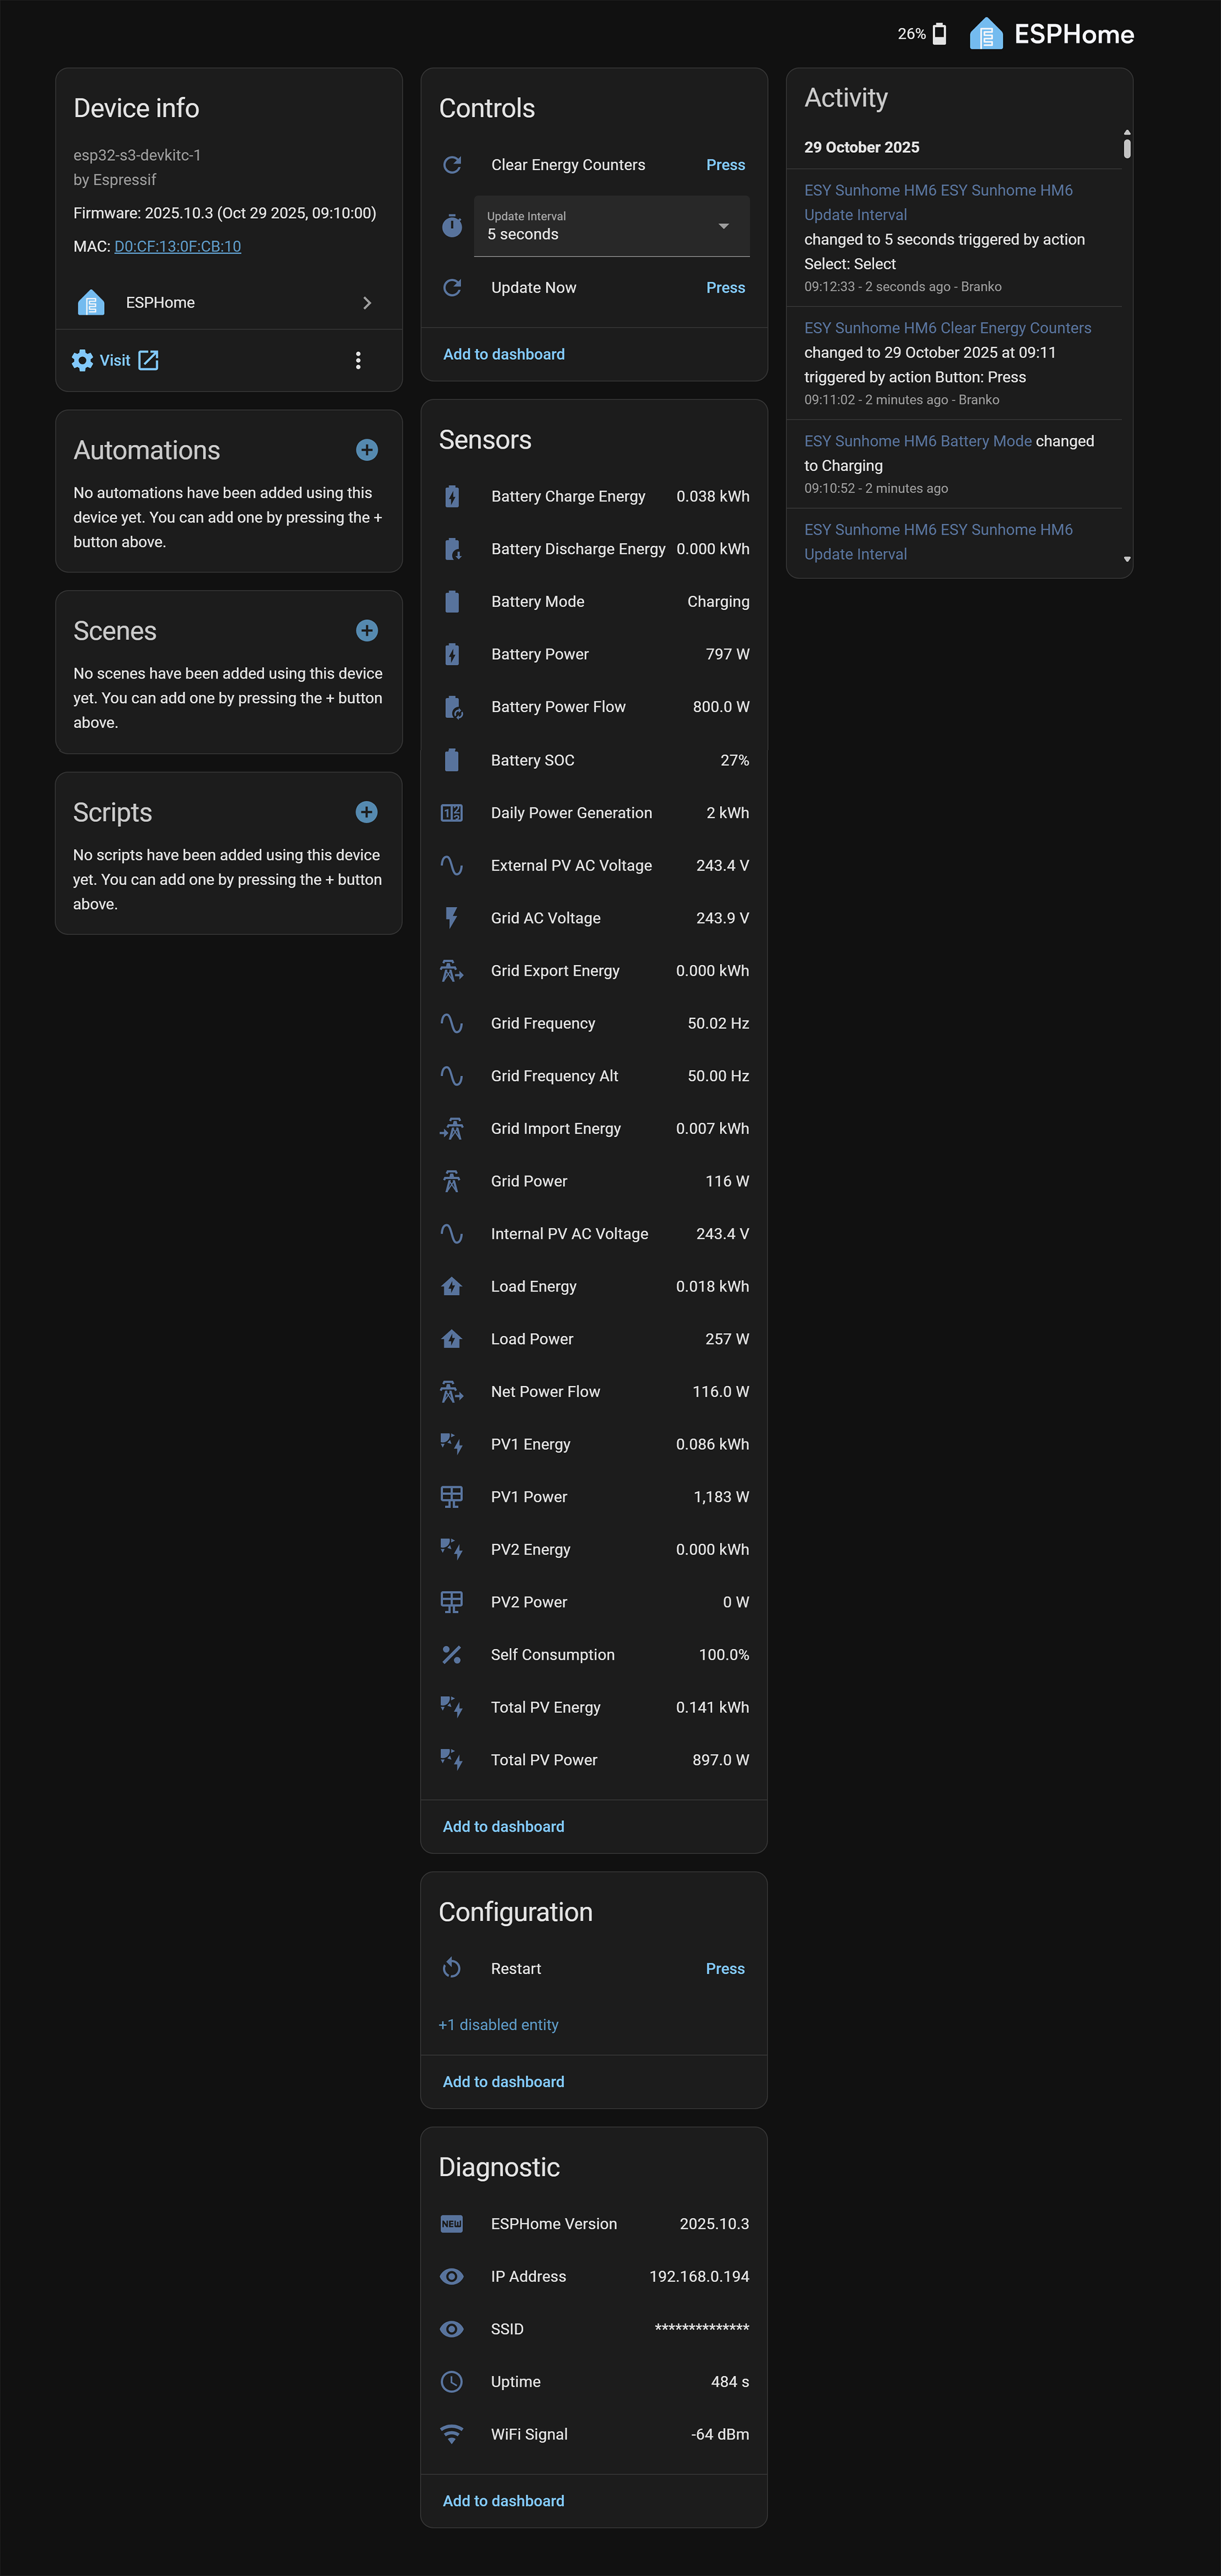 26%
ESPHome
Device info
esp32-s3-devkitc-1
by Espressif
Firmware: 2025.10.3 (Oct 29 2025, 09:10:00)
MAC: D0:CF:13:0F:CB:10
ESPHome
Visit
Automations
No automations have been added using this
device yet. You can add one by pressing the +
button above.
Scenes
No scenes have been added using this device
yet. You can add one by pressing the + button
above.
Scripts
No scripts have been added using this device
yet. You can add one by pressing the + button
above.
Controls
Clear Energy Counters Press
Update Interval
5 seconds
Update Now Press
Add to dashboard
Sensors
Battery Charge Energy 0.038 kWh
Battery Discharge Energy 0.000 kWh
Battery Mode Charging
Battery Power 797 W
Battery Power Flow 800.0 W
Battery SOC 27%
Daily Power Generation 2 kWh
External PV AC Voltage 243.4 V
Grid AC Voltage 243.9 V
Grid Export Energy 0.000 kWh
Grid Frequency 50.02 Hz
Grid Frequency Alt 50.00 Hz
Grid Import Energy 0.007 kWh
Grid Power 116 W
Internal PV AC Voltage 243.4 V
Load Energy 0.018 kWh
Load Power 257 W
Net Power Flow 116.0 W
PV1 Energy 0.086 kWh
PV1 Power 1,183 W
PV2 Energy 0.000 kWh
PV2 Power 0 W
Self Consumption 100.0%
Total PV Energy 0.141 kWh
Total PV Power 897.0 W
Add to dashboard
Configuration
Restart Press
+1 disabled entity
Add to dashboard
Diagnostic
NEW ESPHome Version 2025.10.3
IP Address 192.168.0.194
SSID **************
Uptime 484 s
WiFi Signal -64 dBm
Add to dashboard
Activity
29 October 2025
ESY Sunhome HM6 ESY Sunhome HM6
Update Interval
changed to 5 seconds triggered by action
Select: Select
09:12:33 - 2 seconds ago - Branko
ESY Sunhome HM6 Clear Energy Counters
changed to 29 October 2025 at 09:11
triggered by action Button: Press
09:11:02 - 2 minutes ago - Branko
ESY Sunhome HM6 Battery Mode changed
to Charging
09:10:52 - 2 minutes ago
ESY Sunhome HM6 ESY Sunhome HM6
Update Interval